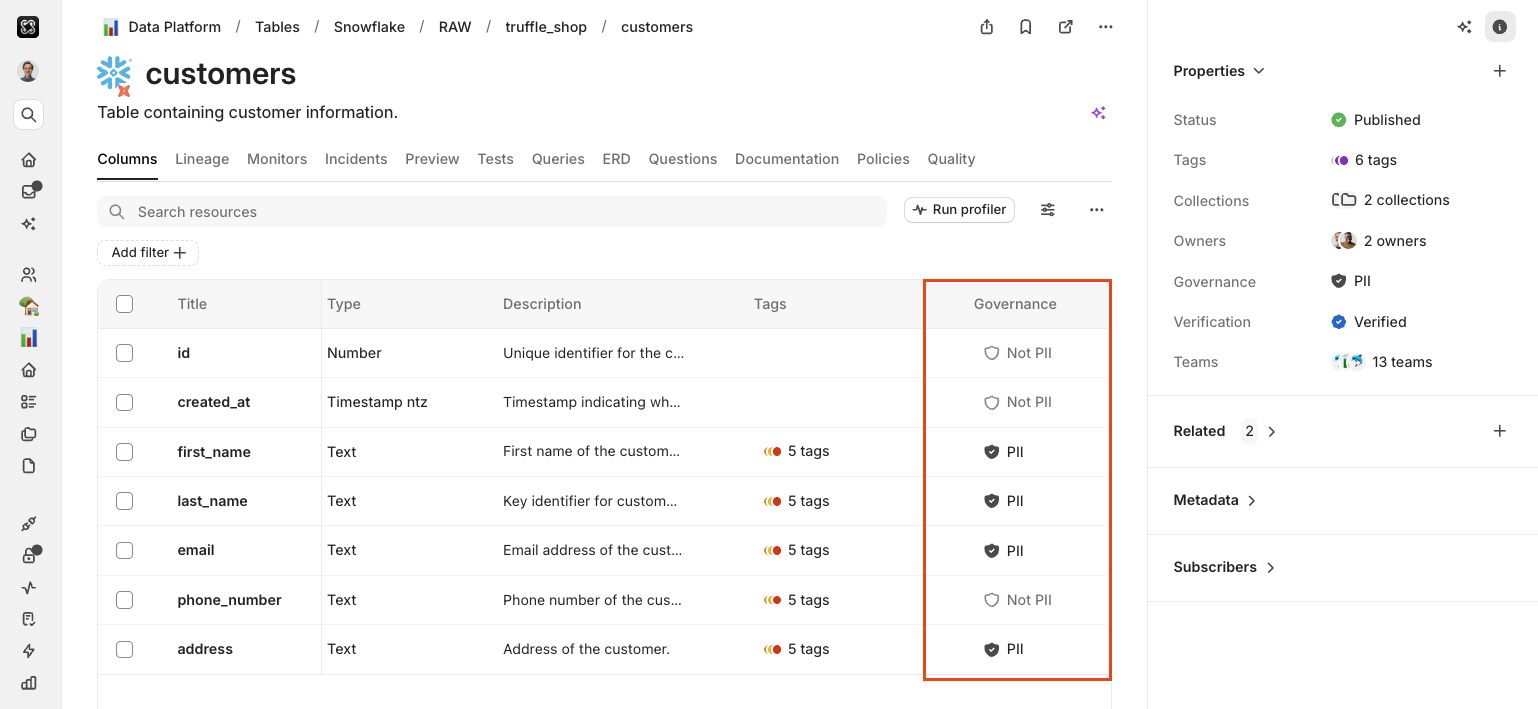 Data Platform / Tables / Snowflake / RAW / truffle_shop / customers
customers
Table containing customer information.
Columns Lineage Monitors Incidents Preview Tests Queries ERD Questions Documentation Policies Quality
Search resources
Run profiler
Add filter
Title Type Description Tags Governance
id Number Unique identifier for the c... Not PII
created_at Timestamp ntz Timestamp indicating wh... Not PII
first_name Text First name of the custom... 5 tags PII
last_name Text Key identifier for custom... 5 tags PII
email Text Email address of the cust... 5 tags PII
phone_number Text Phone number of the cus... 5 tags Not PII
address Text Address of the customer. 5 tags PII
Properties
Status Published
Tags 6 tags
Collections 2 collections
Owners 2 owners
Governance PII
Verification Verified
Teams 13 teams
Related 2
Metadata
Subscribers